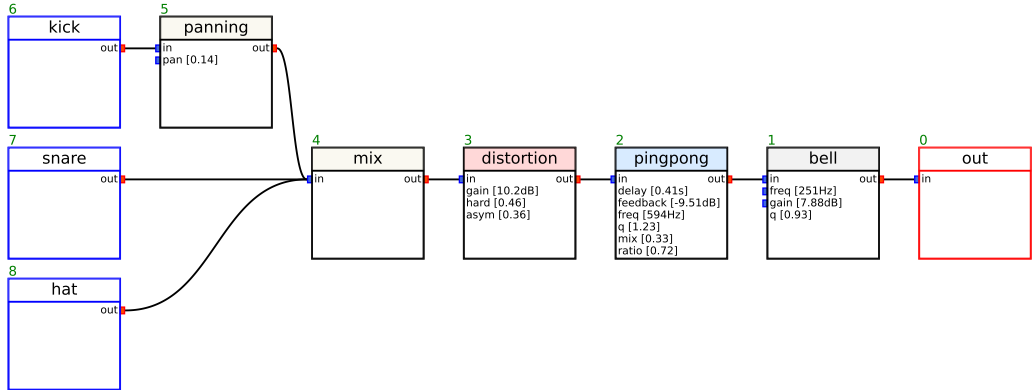 6
kick
out
5
panning
in out
pan [0.14]
7
snare
out
4
mix
in out
3
distortion
in out
gain [10.2dB]
hard [0.46]
asym [0.36]
2
pingpong
in out
delay [0.41s]
feedback [-9.51dB]
freq [594Hz]
q [1.23]
mix [0.33]
ratio [0.72]
1
bell
in out
freq [251Hz]
gain [7.88dB]
q [0.93]
0
out
in
8
hat
out